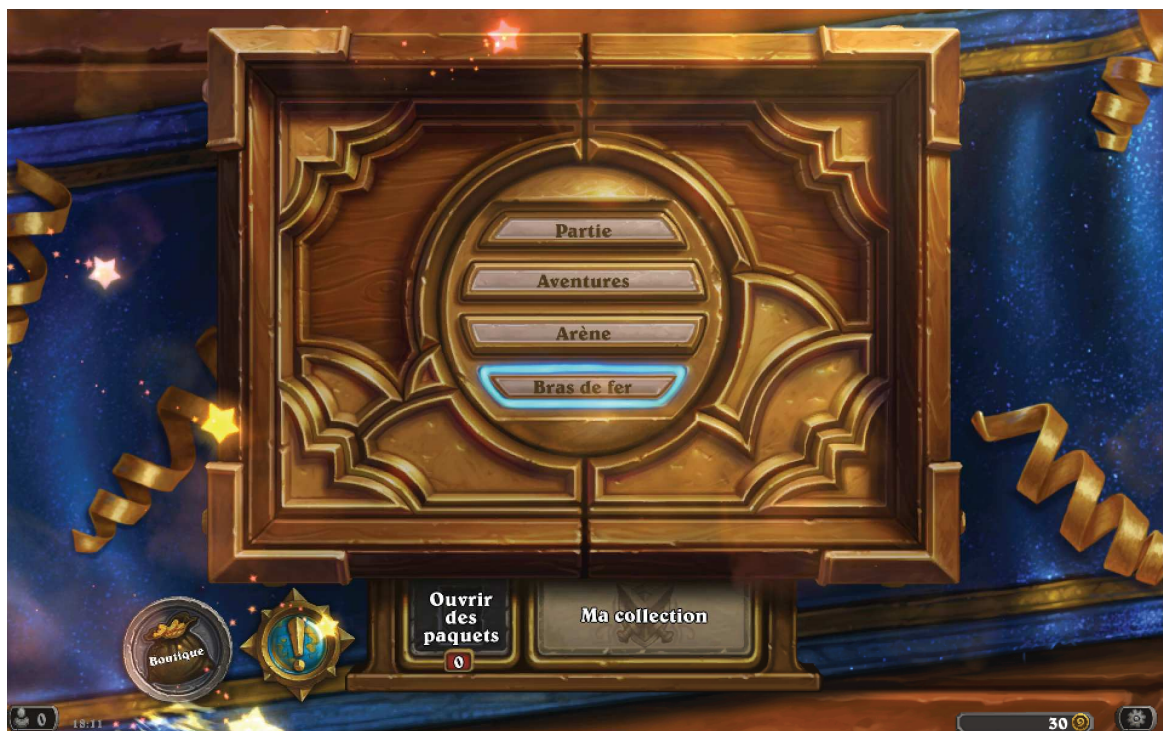 Partie
Aventures
Arène
Bras de fer
Ouvrir
des
paquets
0
Ma collection
Boutique
0
18:11
30